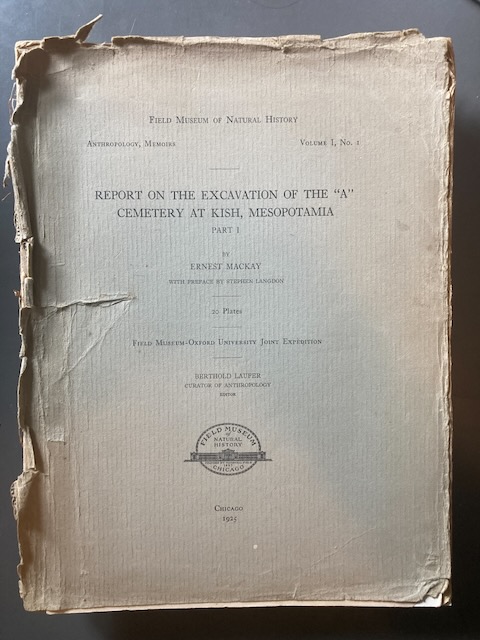 FIELD MUSEUM OF NATURAL HISTORY
ANTHROPOLOGY, MEMOIRS VOLUME I, NO. 1
REPORT ON THE EXCAVATION OF THE "A"
CEMETERY AT KISH, MESOPOTAMIA
PART I
BY
ERNEST MACKAY
WITH PREFACE BY STEPHEN LANGDON
20 PLATES
FIELD MUSEUM-OXFORD UNIVERSITY JOINT EXPEDITION
BERTHOLD LAUFER
CURATOR OF ANTHROPOLOGY
EDITOR
FIELD MUSEUM
OF
NATURAL
HISTORY
CHICAGO
CHICAGO
1925